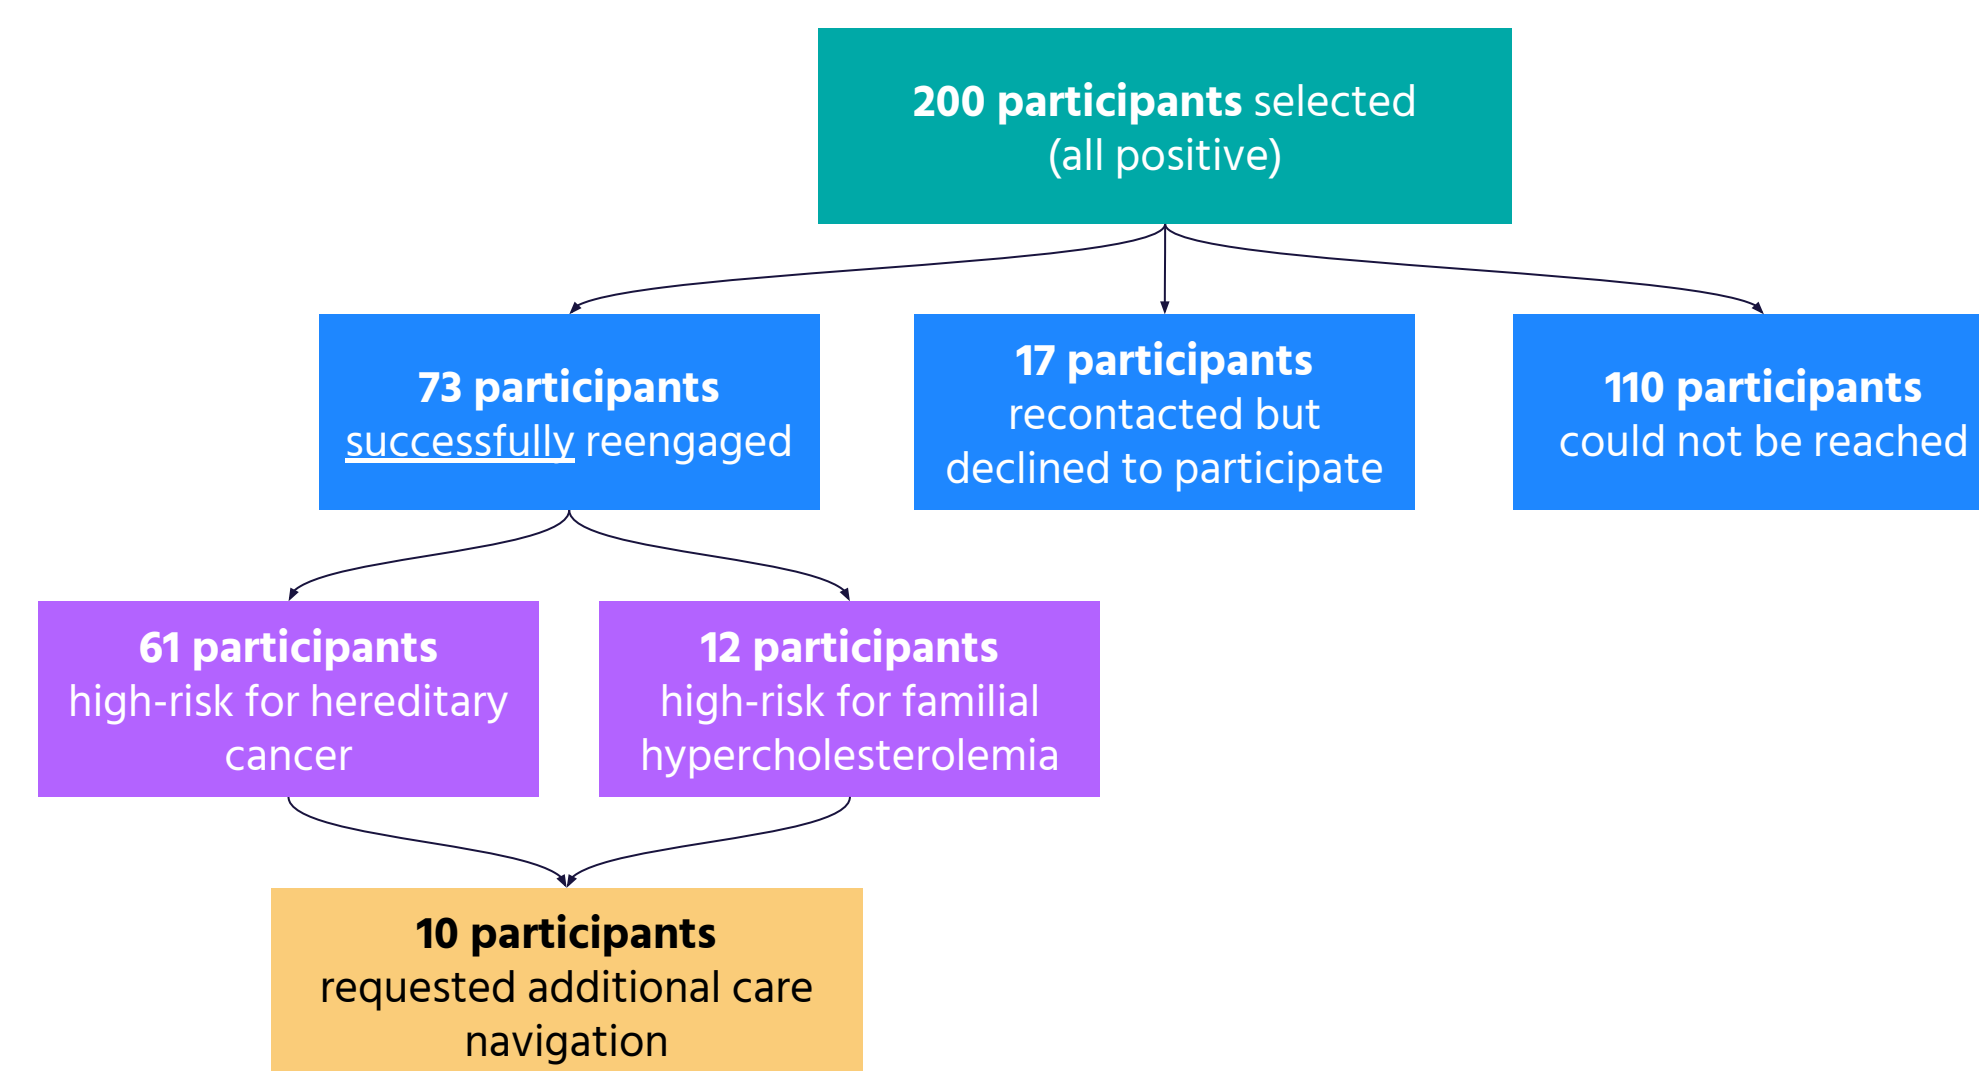 200 participants selected
(all positive)
73 participants
successfully reengaged
17 participants
recontacted but
declined to participate
110 participants
could not be reached
61 participants
high-risk for hereditary
cancer
12 participants
high-risk for familial
hypercholesterolemia
10 participants
requested additional care
navigation